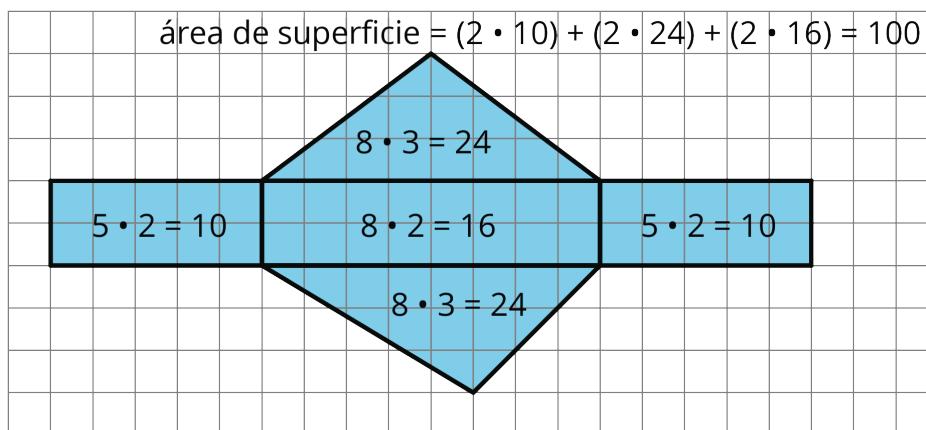 área de superficie = (2 • 10) + (2 • 24) + (2 • 16) = 100
8 • 3 = 24
5 • 2 = 10
8 • 2 = 16
5 • 2 = 10
8 • 3 = 24